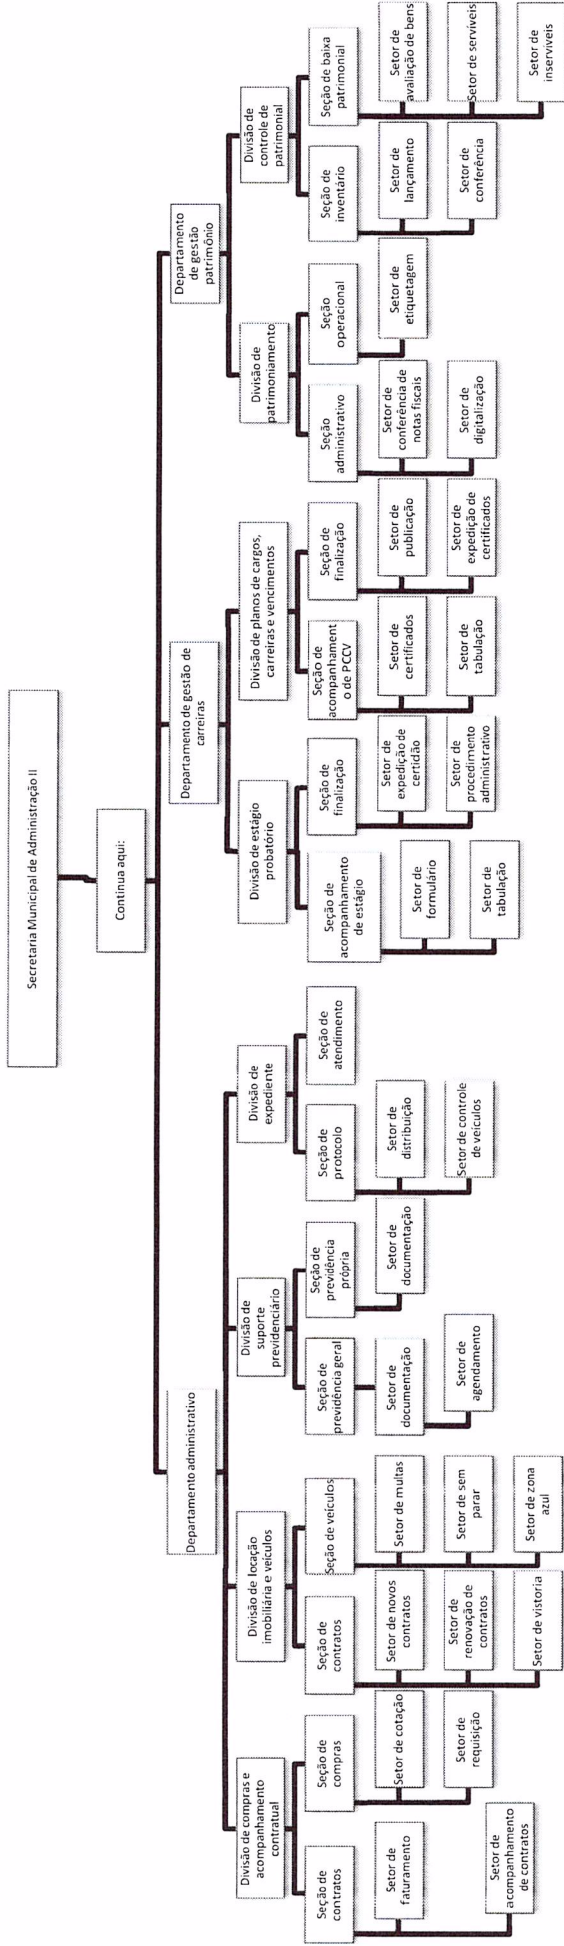 Secretaria Municipal de Administração II
Continua aqui:
Departamento administrativo
Divisão de compras e
acompanhamento
contratual
Seção de
contratos
Setor de
faturamento
Setor de
acompanhamento
de contratos
Seção de
compras
Setor de cotação
Setor de
requisição
Divisão de locação
imobiliária e veículos
Seção de
contratos
Setor de novos
contratos
Setor de
renovação de
contratos
Setor de vistoria
Seção de veículos
Setor de multas
Setor de sem
parar
Setor de zona
azul
Divisão de
suporte
previdenciário
Seção de
previdência geral
Setor de
documentação
Setor de
agendamento
Seção de
previdência
própria
Setor de
documentação
Divisão de
expediente
Seção de
protocolo
Setor de
distribuição
Setor de controle
de veículos
Seção de
atendimento
Departamento de gestão de
carreiras
Divisão de estágio
probatório
Seção de
acompanhamento
de estágio
Setor de
formulário
Setor de
tabulação
Seção de
finalização
Setor de
expedição de
certidão
Setor de
procedimento
administrativo
Divisão de planos de cargos,
carreiras e vencimentos
Seção de
acompanhament
o de PCCV
Setor de
certificados
Setor de
tabulação
Seção de
finalização
Setor de
publicação
Setor de
expedição de
certificados
Departamento
de gestão
patrimônio
Divisão de
patrimoniamento
Seção
administrativo
Setor de
conferência de
notas fiscais
Setor de
digitalização
Seção
operacional
Setor de
etiquetagem
Divisão de
controle de
patrimonial
Seção de
inventário
Setor de
lançamento
Setor de
conferência
Seção de baixa
patrimonial
Setor de
avaliação de bens
Setor de servíveis
Setor de
inservíveis